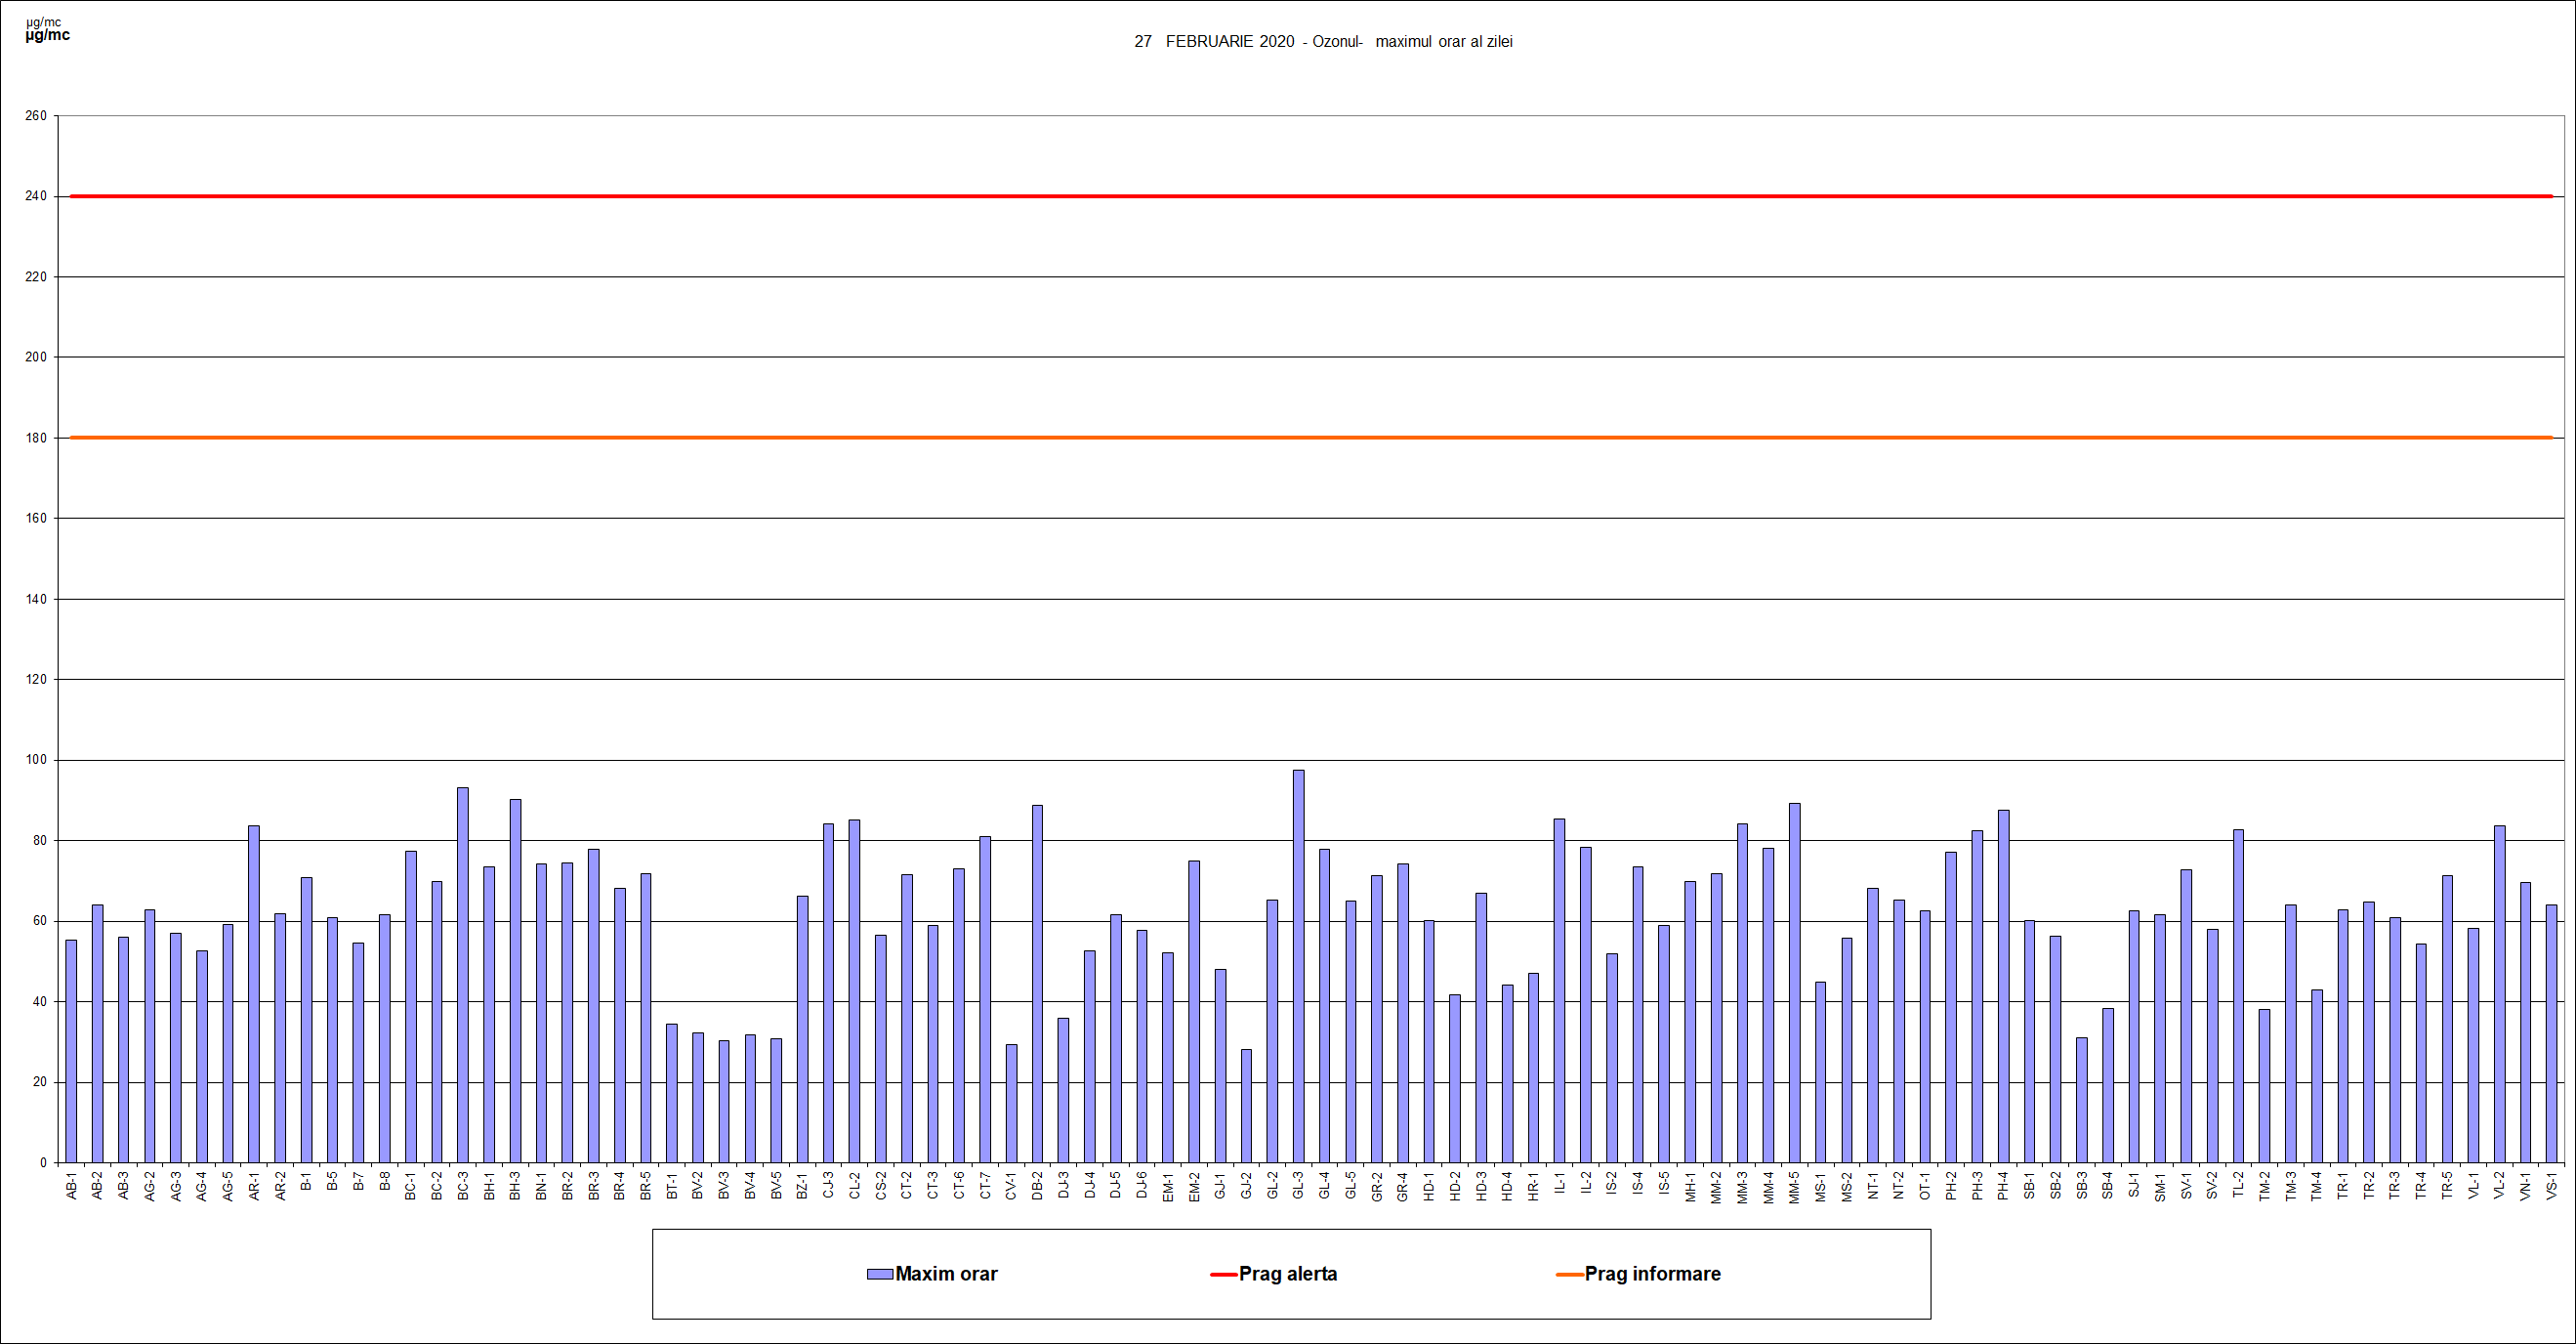 µg/mc
µg/mc
27 FEBRUARIE 2020 - Ozonul- maximul orar al zilei
260
240
220
200
180
160
140
120
100
80
60
40
20
0
AB-1 AB-2 AB-3 AG-2 AG-3 AG-4 AG-5 AR-1 AR-2 B-1 B-5 B-7 B-8 BC-1 BC-2 BC-3 BH-1 BH-3 BN-1 BR-2 BR-3 BR-4 BR-5 BT-1 BV-2 BV-3 BV-4 BV-5 BZ-1 CJ-3 CL-2 CS-2 CT-2 CT-3 CT-6 CT-7 CV-1 DB-2 DJ-3 DJ-4 DJ-5 DJ-6 EM-1 EM-2 GJ-1 GJ-2 GL-2 GL-3 GL-4 GL-5 GR-2 GR-4 HD-1 HD-2 HD-3 HD-4 HR-1 IL-1 IL-2 IS-2 IS-4 IS-5 MH-1 MM-2 MM-3 MM-4 MM-5 MS-1 MS-2 NT-1 NT-2 OT-1 PH-2 PH-3 PH-4 SB-1 SB-2 SB-3 SB-4 SJ-1 SM-1 SV-1 SV-2 TL-2 TM-2 TM-3 TM-4 TR-1 TR-2 TR-3 TR-4 TR-5 VL-1 VL-2 VN-1 VS-1
Maxim orar Prag alerta Prag informare